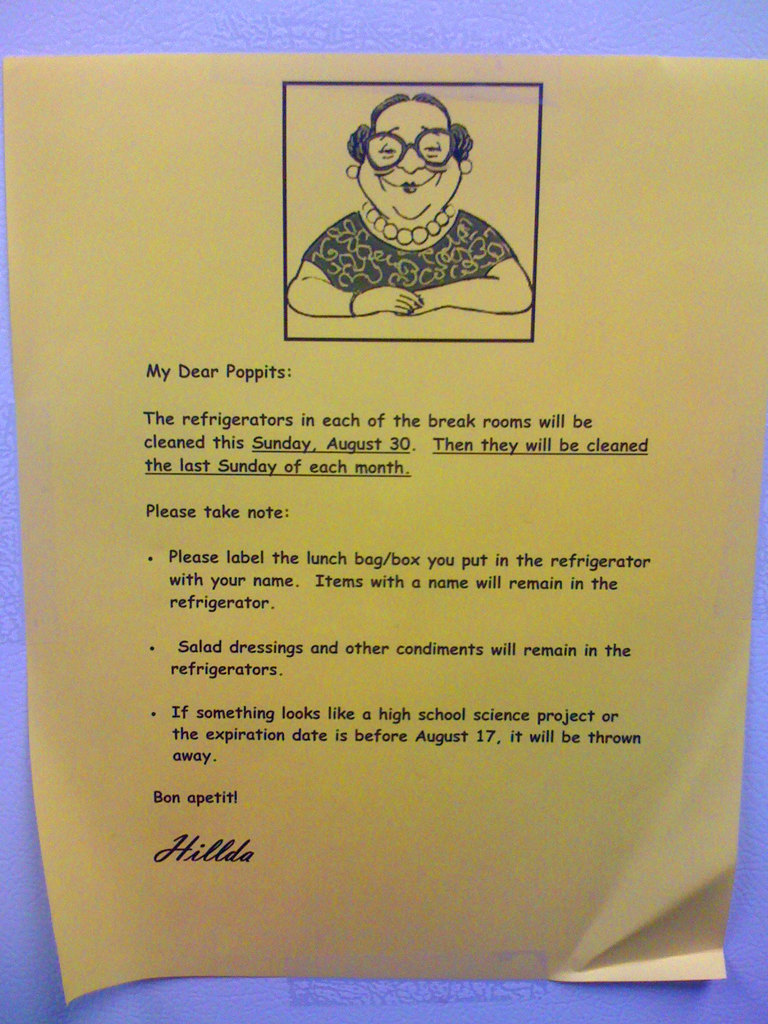 My Dear Poppits:
The refrigerators in each of the break rooms will be
cleaned this Sunday, August 30. Then they will be cleaned
the last Sunday of each month.
Please take note:
• Please label the lunch bag/box you put in the refrigerator
with your name. Items with a name will remain in the
refrigerator.
• Salad dressings and other condiments will remain in the
refrigerators.
• If something looks like a high school science project or
the expiration date is before August 17, it will be thrown
away.
Bon apetit!
Hillda